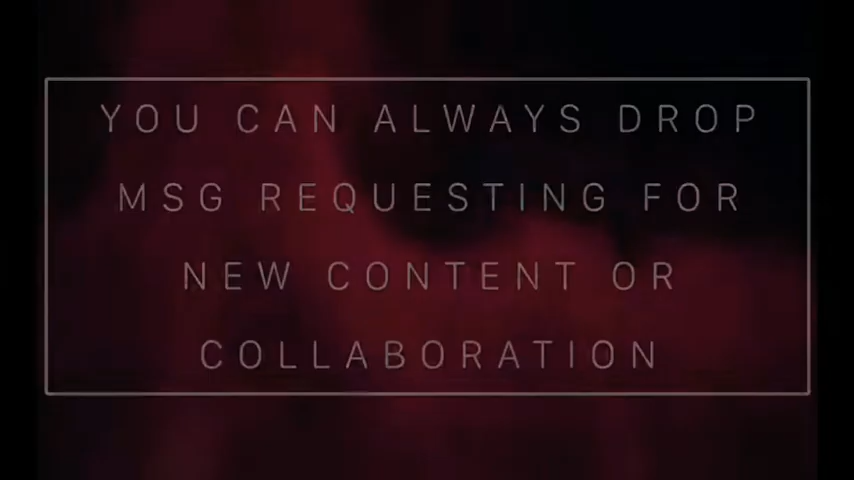 YOU CAN ALWAYS DROP
MSG REQUESTING FOR
NEW CONTENT OR
COLLABORATION